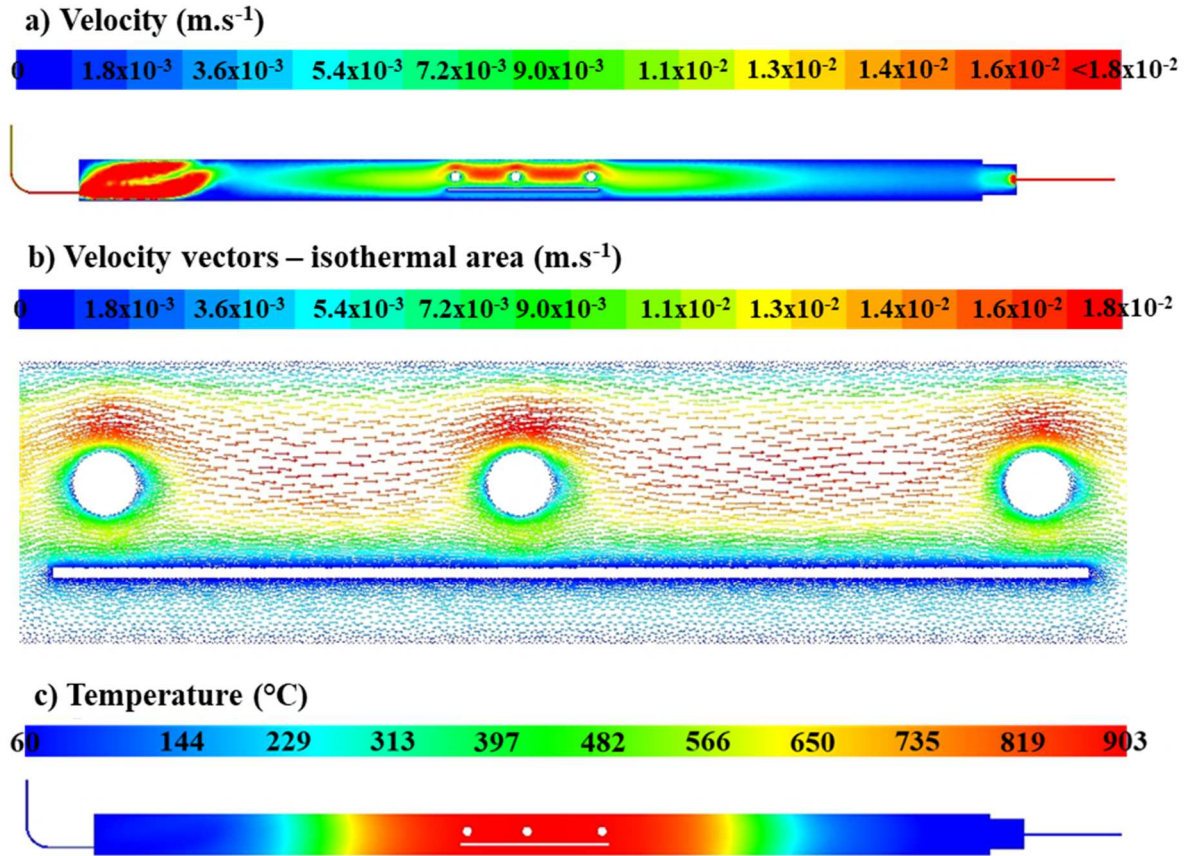 a) Velocity (m.s⁻¹)
0 1.8x10⁻³ 3.6x10⁻³ 5.4x10⁻³ 7.2x10⁻³ 9.0x10⁻³ 1.1x10⁻² 1.3x10⁻² 1.4x10⁻² 1.6x10⁻² <1.8x10⁻²
b) Velocity vectors – isothermal area (m.s⁻¹)
0 1.8x10⁻³ 3.6x10⁻³ 5.4x10⁻³ 7.2x10⁻³ 9.0x10⁻³ 1.1x10⁻² 1.3x10⁻² 1.4x10⁻² 1.6x10⁻² 1.8x10⁻²
c) Temperature (°C)
60 144 229 313 397 482 566 650 735 819 903